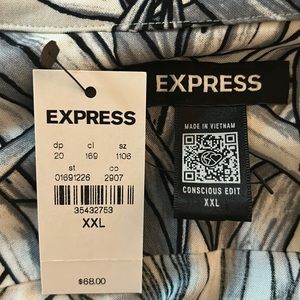 EXPRESS
dp cl sz
20 169 1106
st co
01691226 2907
35432753
XXL
$68.00
EXPRESS
MADE IN VIETNAM
CONSCIOUS EDIT
XXL